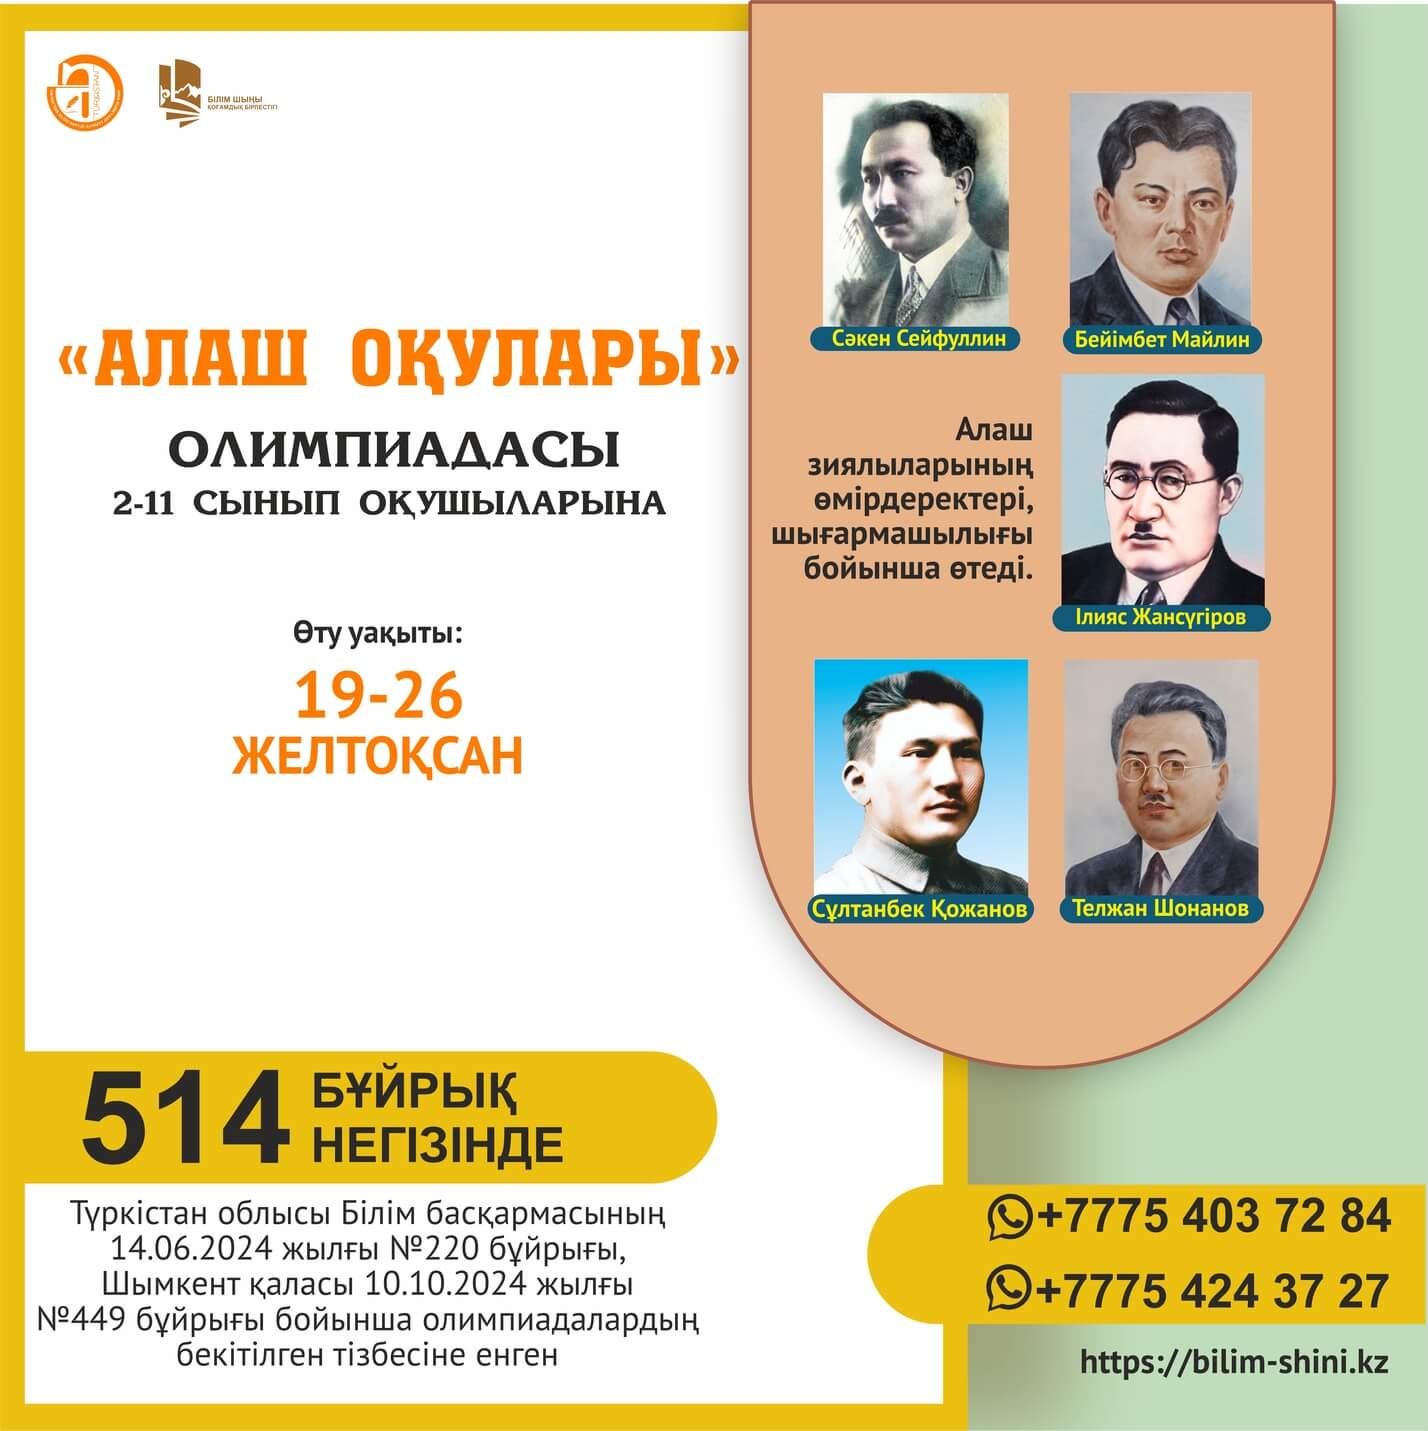 TURKISTAN
БІЛІМ ШЫҢЫ
ҚОҒАМДЫҚ БІРЛЕСТІГІ
«АЛАШ ОҚУЛАРЫ»
ОЛИМПИАДАСЫ
2-11 СЫНЫП ОҚУШЫЛАРЫНА
Өту уақыты:
19-26
ЖЕЛТОҚСАН
Сәкен Сейфуллин
Бейімбет Майлин
Алаш
зиялыларының
өмірдеректері,
шығармашылығы
бойынша өтеді.
Ілияс Жансүгіров
Сұлтанбек Қожанов
Телжан Шонанов
514 БҰЙРЫҚ
НЕГІЗІНДЕ
Түркістан облысы Білім басқармасының
14.06.2024 жылғы №220 бұйрығы,
Шымкент қаласы 10.10.2024 жылғы
№449 бұйрығы бойынша олимпиадалардың
бекітілген тізбесіне енген
+7775 403 72 84
+7775 424 37 27
https://bilim-shini.kz